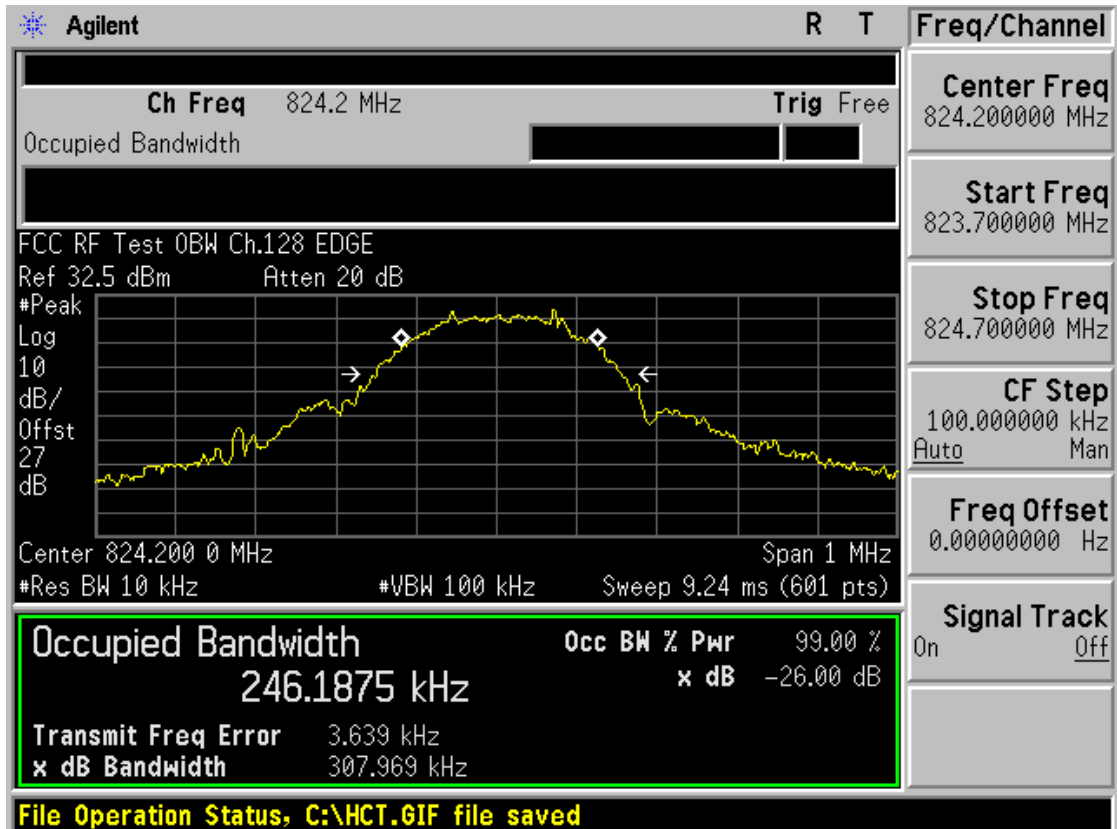 Agilent R T
Ch Freq 824.2 MHz Trig Free
Occupied Bandwidth
FCC RF Test OBW Ch.128 EDGE
Ref 32.5 dBm Atten 20 dB
#Peak
Log
10
dB/
Offst
27
dB
Center 824.200 0 MHz Span 1 MHz
#Res BW 10 kHz #VBW 100 kHz Sweep 9.24 ms (601 pts)
Occupied Bandwidth
246.1875 kHz
Occ BW % Pwr 99.00 %
x dB -26.00 dB
Transmit Freq Error 3.639 kHz
x dB Bandwidth 307.969 kHz
File Operation Status, C:\HCT.GIF file saved
Freq/Channel
Center Freq
824.200000 MHz
Start Freq
823.700000 MHz
Stop Freq
824.700000 MHz
CF Step
100.000000 kHz
Auto Man
Freq Offset
0.00000000 Hz
Signal Track
On Off